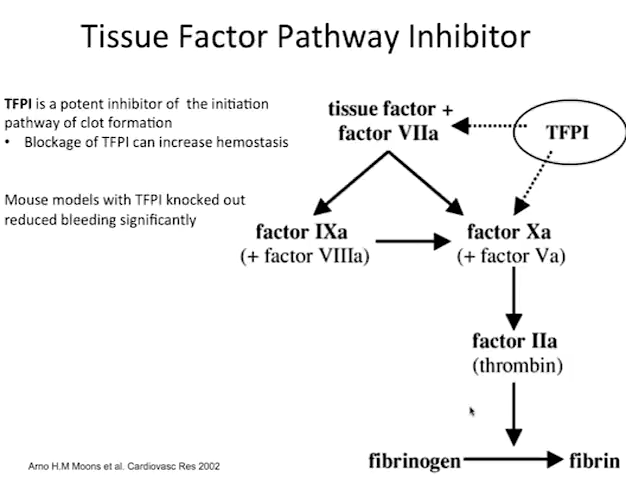 Tissue Factor Pathway Inhibitor
TFPI is a potent inhibitor of the initiation
pathway of clot formation
• Blockage of TFPI can increase hemostasis
Mouse models with TFPI knocked out
reduced bleeding significantly
tissue factor +
factor VIIa
TFPI
factor IXa
(+ factor VIIIa)
factor Xa
(+ factor Va)
factor IIa
(thrombin)
fibrinogen
fibrin
Arno H.M Moons et al. Cardiovasc Res 2002